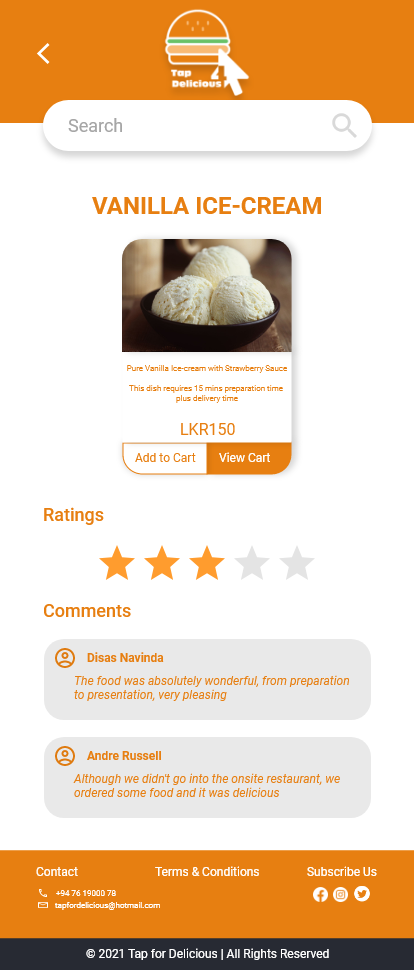 Tap
Delicious
Search
VANILLA ICE-CREAM
Pure Vanilla Ice-cream with Strawberry Sauce
This dish requires 15 mins preparation time,
plus delivery time
LKR150
Add to Cart
View Cart
Ratings
Comments
Disas Navinda
The food was absolutely wonderful, from preparation
to presentation, very pleasing
Andre Russell
Although we didn't go into the onsite restaurant, we
ordered some food and it was delicious
Contact
Terms & Conditions
Subscribe Us
+94 76 19000 78
tapfordelicious@hotmail.com
© 2021 Tap for Delicious | All Rights Reserved